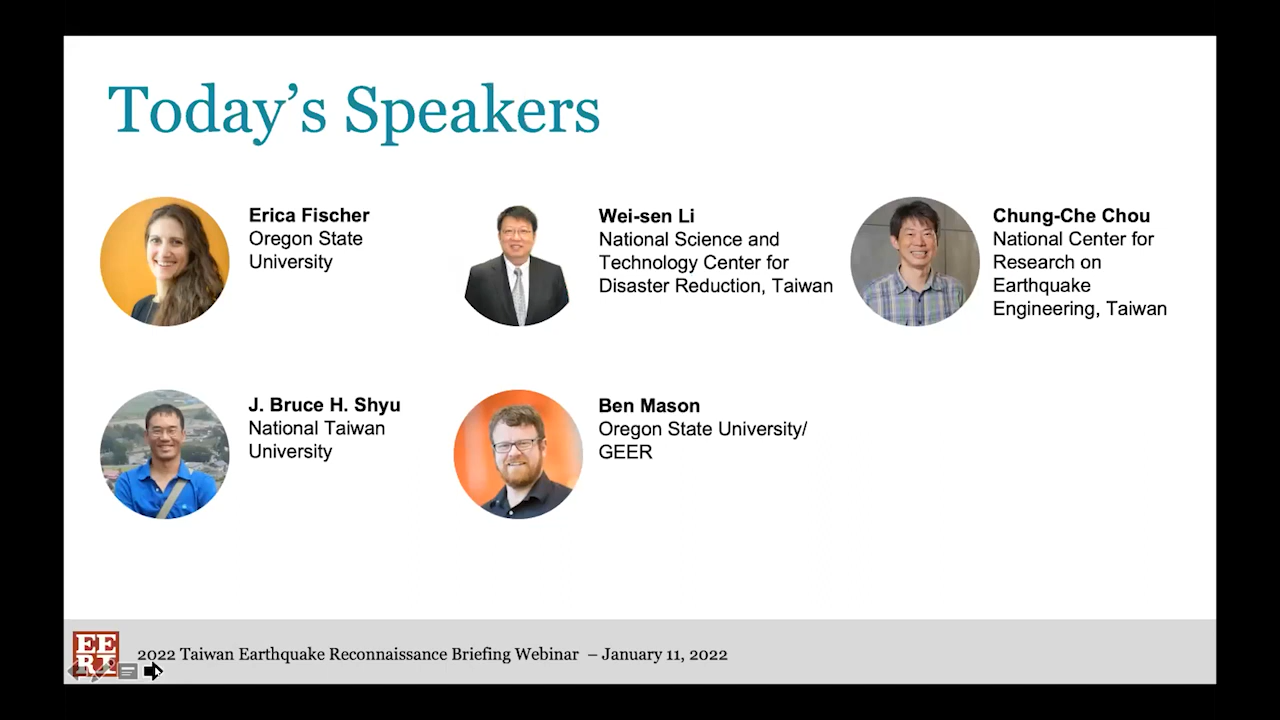 Today's Speakers
Erica Fischer
Oregon State
University
Wei-sen Li
National Science and
Technology Center for
Disaster Reduction, Taiwan
Chung-Che Chou
National Center for
Research on
Earthquake
Engineering, Taiwan
J. Bruce H. Shyu
National Taiwan
University
Ben Mason
Oregon State University/
GEER
EE
RI
2022 Taiwan Earthquake Reconnaissance Briefing Webinar – January 11, 2022